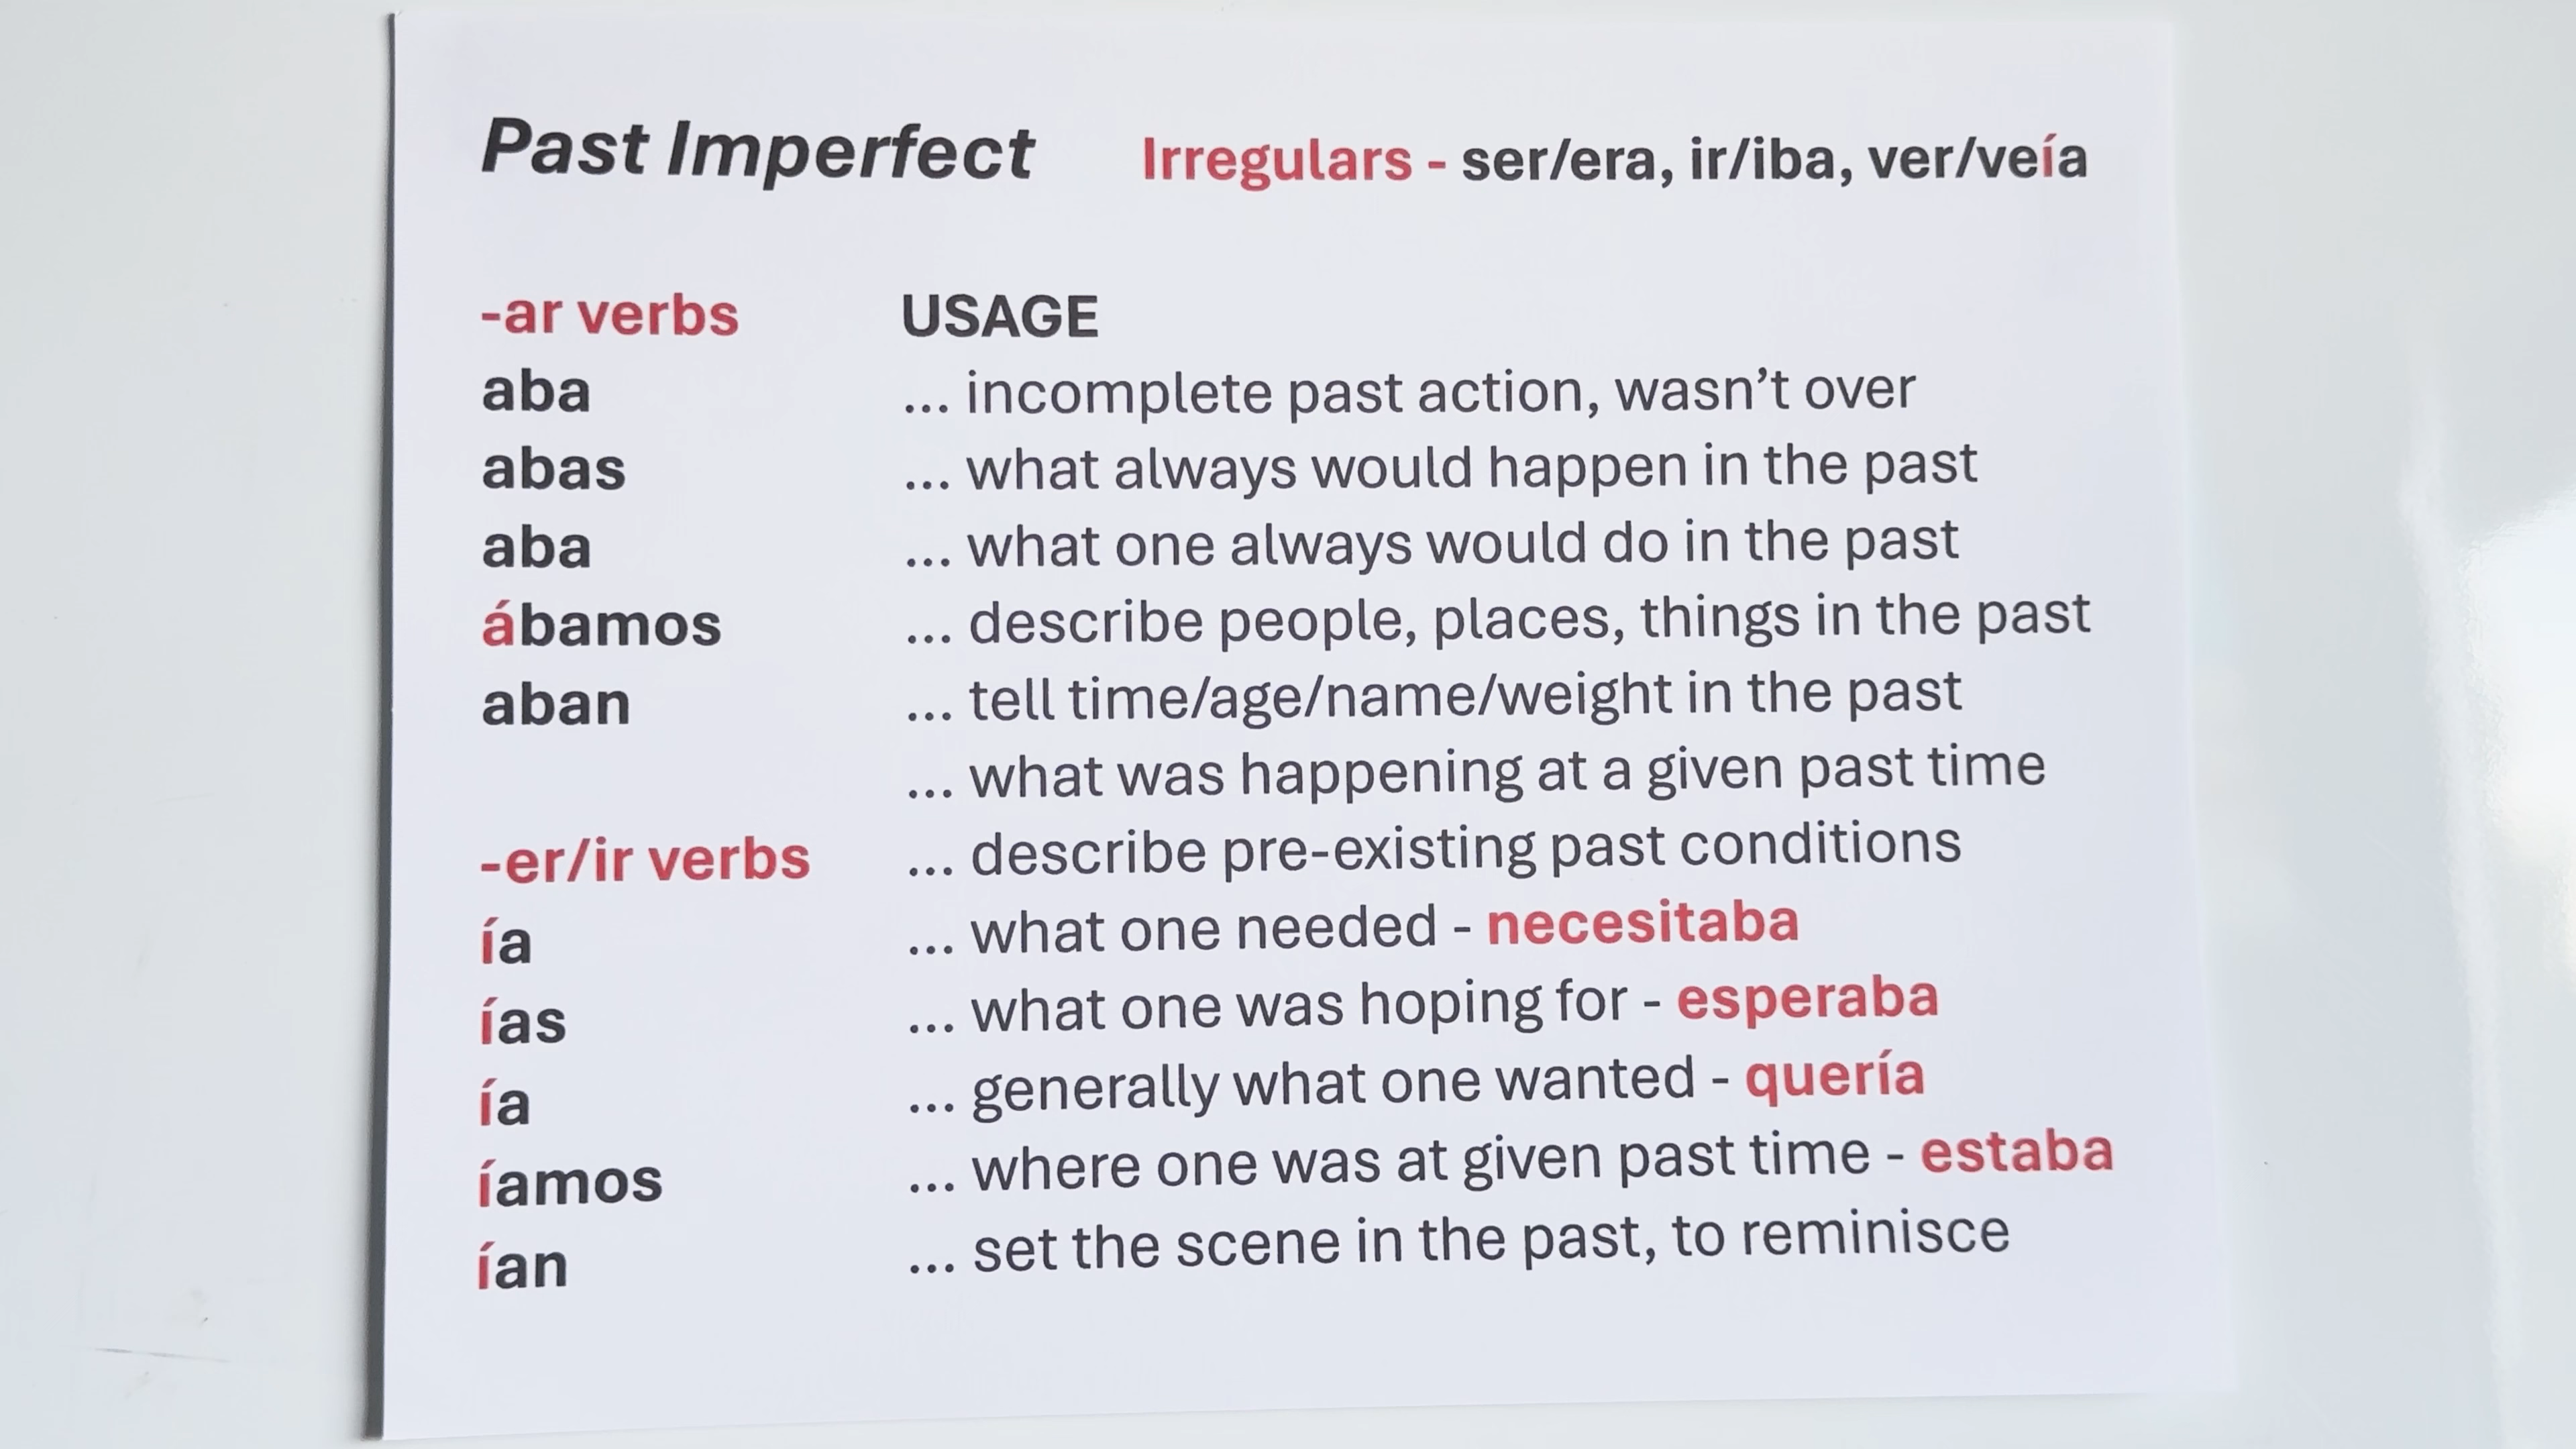 Past Imperfect
Irregulars - ser/era, ir/iba, ver/veía
-ar verbs
aba
abas
aba
ábamos
aban
-er/ir verbs
ía
ías
ía
íamos
ían
USAGE
... incomplete past action, wasn’t over
... what always would happen in the past
... what one always would do in the past
... describe people, places, things in the past
... tell time/age/name/weight in the past
... what was happening at a given past time
... describe pre-existing past conditions
... what one needed - necesitaba
... what one was hoping for - esperaba
... generally what one wanted - quería
... where one was at given past time - estaba
... set the scene in the past, to reminisce